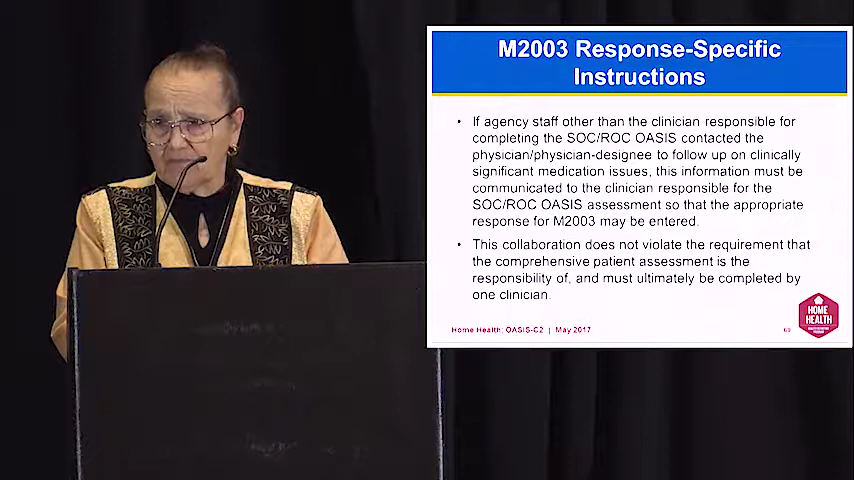 M2003 Response-Specific
Instructions
• If agency staff other than the clinician responsible for
completing the SOC/ROC OASIS contacted the
physician/physician-designee to follow up on clinically
significant medication issues, this information must be
communicated to the clinician responsible for the
SOC/ROC OASIS assessment so that the appropriate
response for M2003 may be entered.
• This collaboration does not violate the requirement that
the comprehensive patient assessment is the
responsibility of, and must ultimately be completed by
one clinician.
Home Health: OASIS-C2 | May 2017
HOME
HEALTH